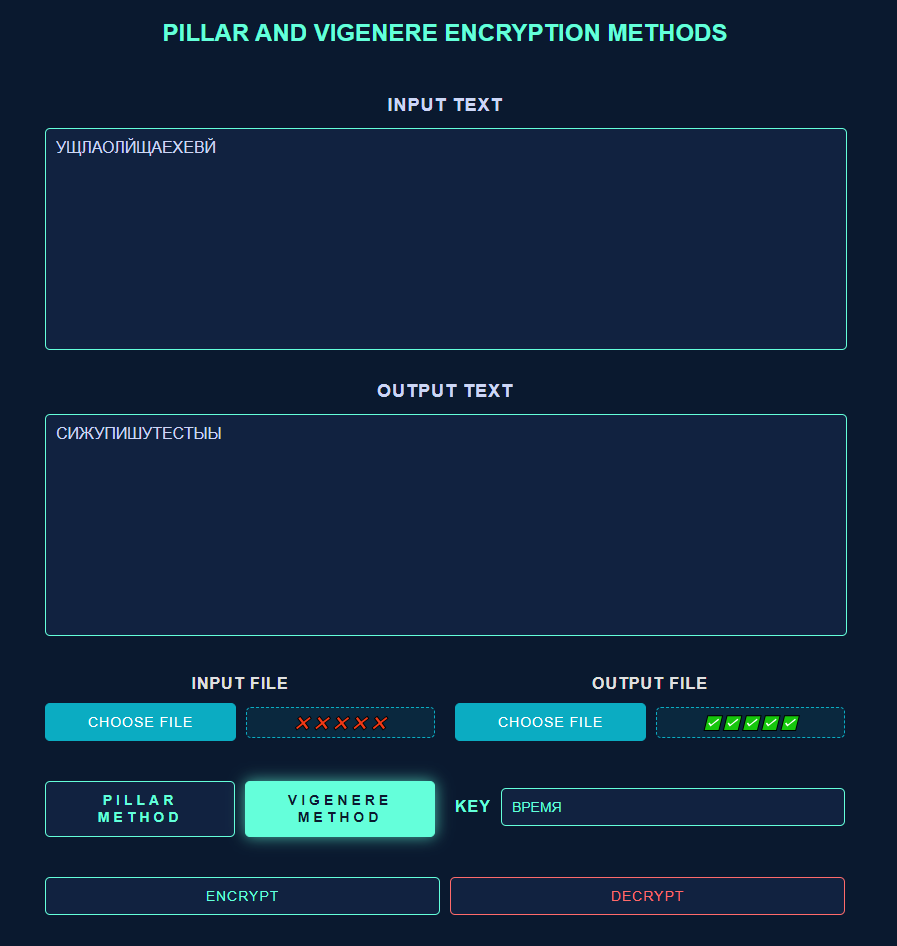 PILLAR AND VIGENERE ENCRYPTION METHODS
INPUT TEXT
УЩЛАОЛЙЩАЕХЕВЙ
OUTPUT TEXT
СИЖУПИШУТЕСТЫЫ
INPUT FILE
OUTPUT FILE
CHOOSE FILE
CHOOSE FILE
PILLAR
METHOD
VIGENERE
METHOD
KEY
ВРЕМЯ
ENCRYPT
DECRYPT